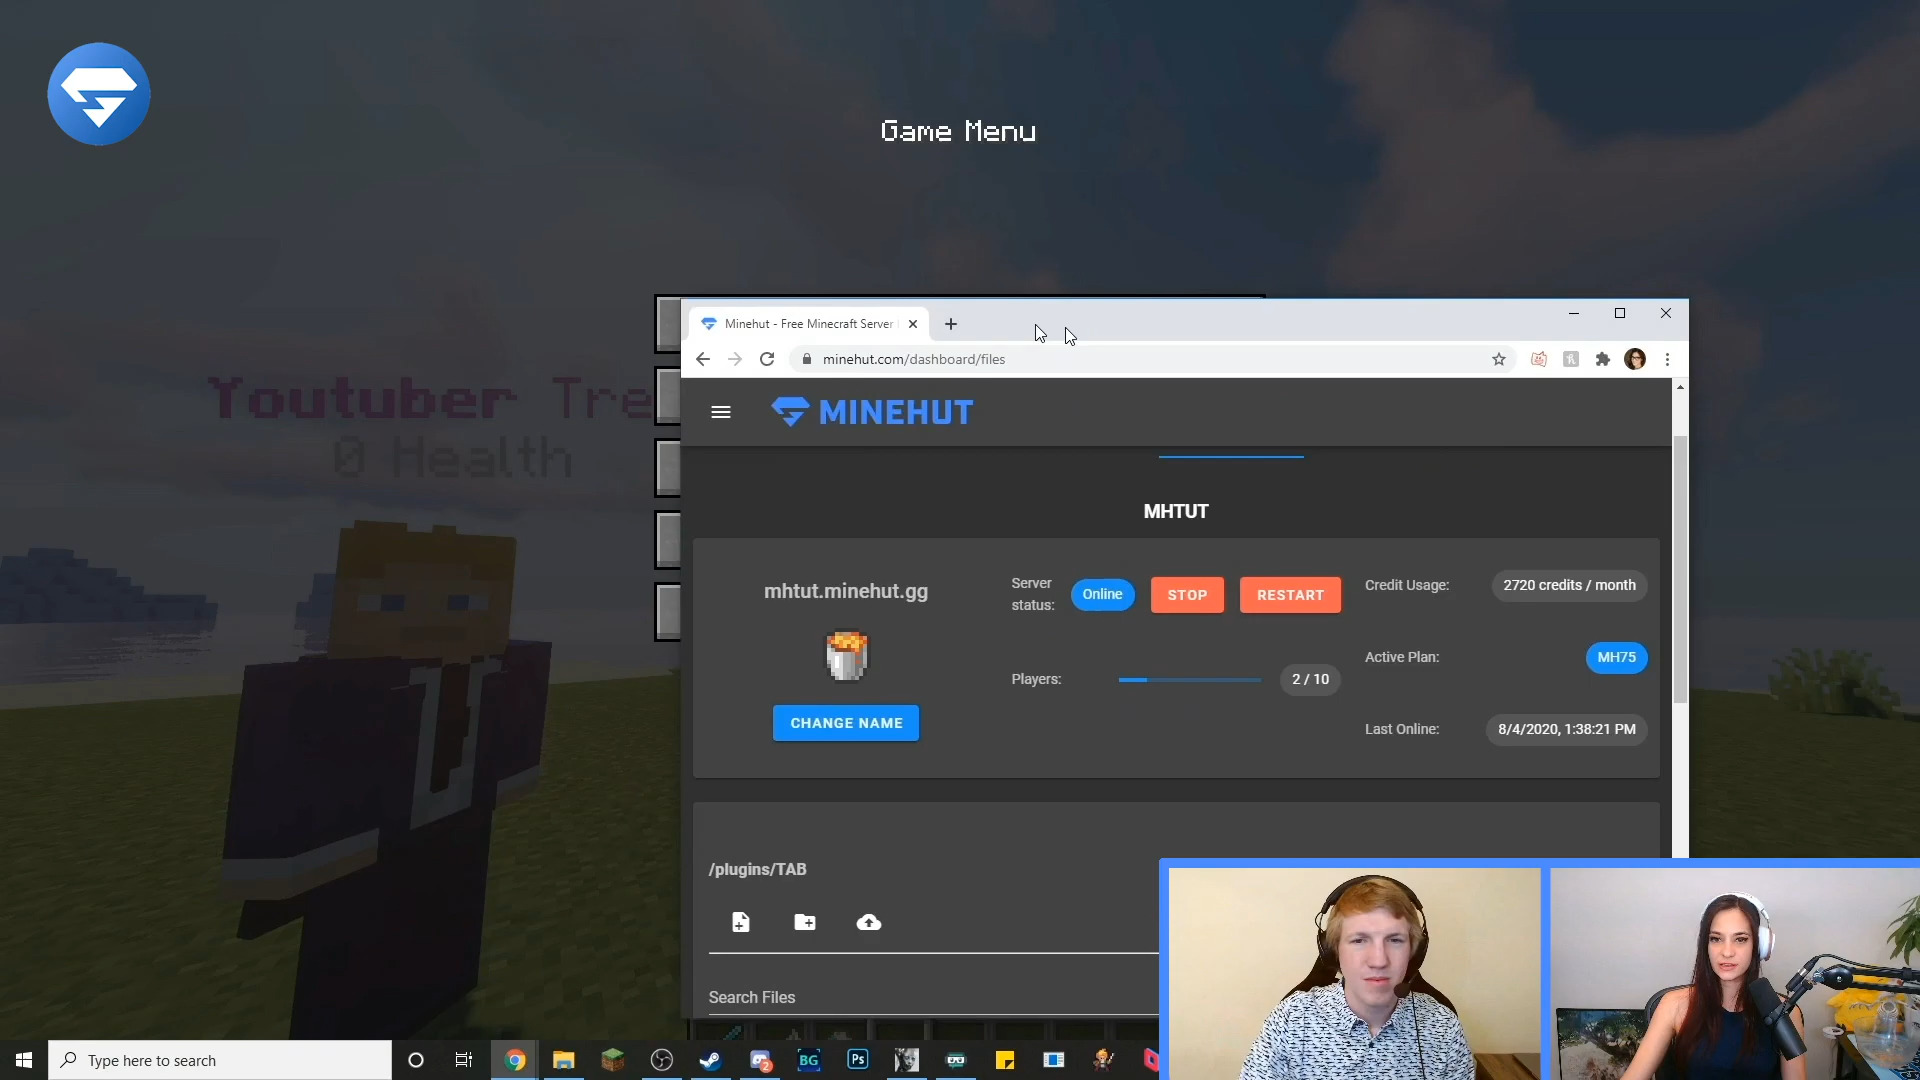 Game Menu
Youtuber Tre
0 Health
Minehut - Free Minecraft Server
minehut.com/dashboard/files
MINEHUT
MHTUT
mhtut.minehut.gg
CHANGE NAME
Server status:
Online
STOP
RESTART
Players:
2 / 10
Credit Usage:
2720 credits / month
Active Plan:
MH75
Last Online:
8/4/2020, 1:38:21 PM
/plugins/TAB
Search Files
Type here to search
2
BG
Ps